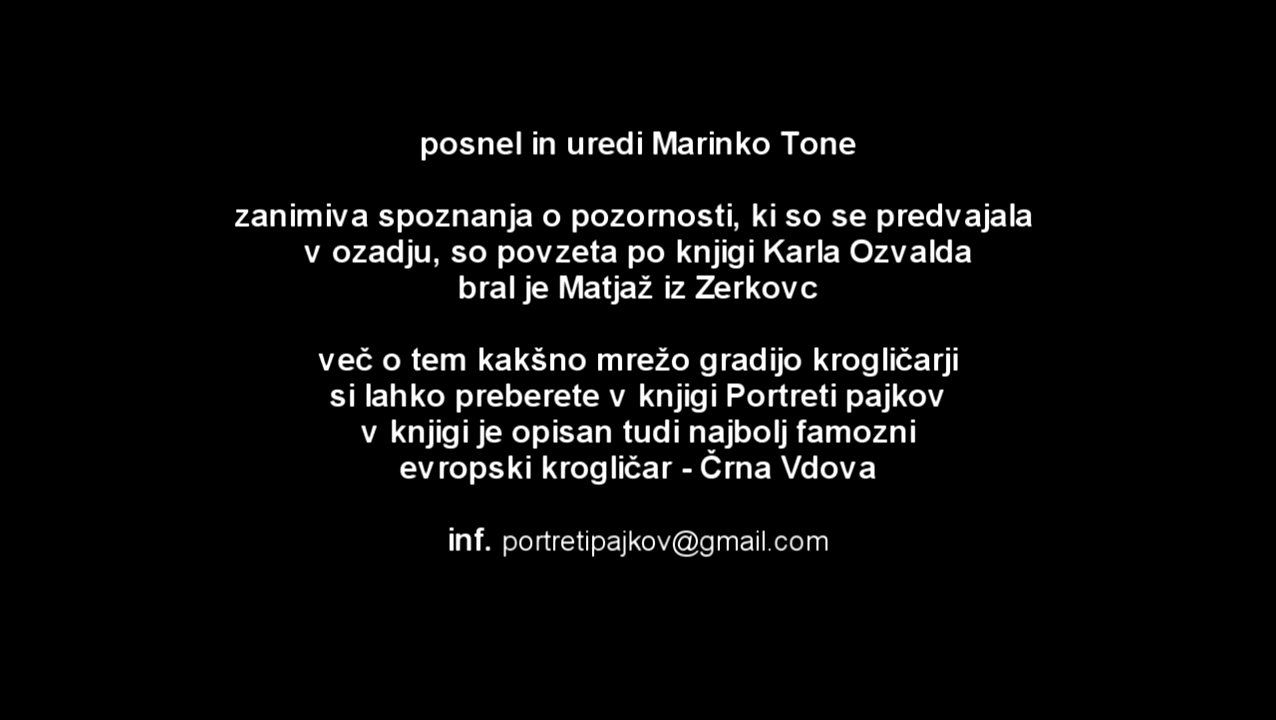 posnel in uredi Marinko Tone
zanimiva spoznanja o pozornosti, ki so se predvajala
v ozadju, so povzeta po knjigi Karla Ozvalda
bral je Matjaž iz Zerkovc
več o tem kakšno mrežo gradijo krogličarji
si lahko preberete v knjigi Portreti pajkov
v knjigi je opisan tudi najbolj famozni
evropski krogličar - Črna Vdova
inf. portretipajkov@gmail.com